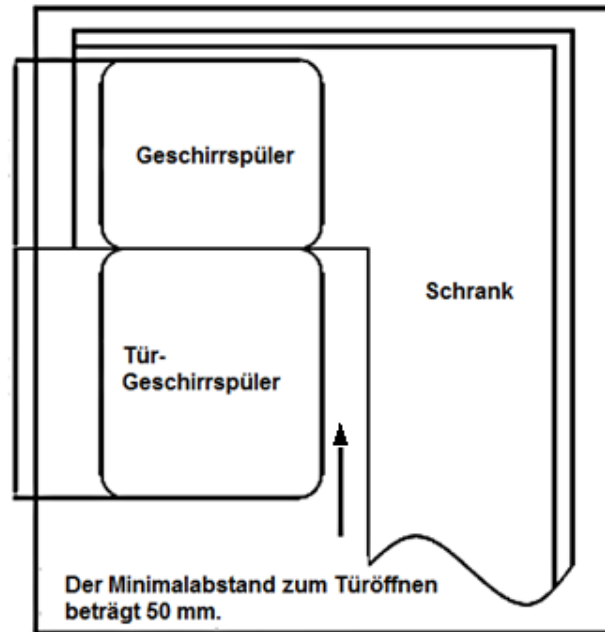 Geschirrspüler
Schrank
Tür-
Geschirrspüler
Der Minimalabstand zum Türöffnen
beträgt 50 mm.